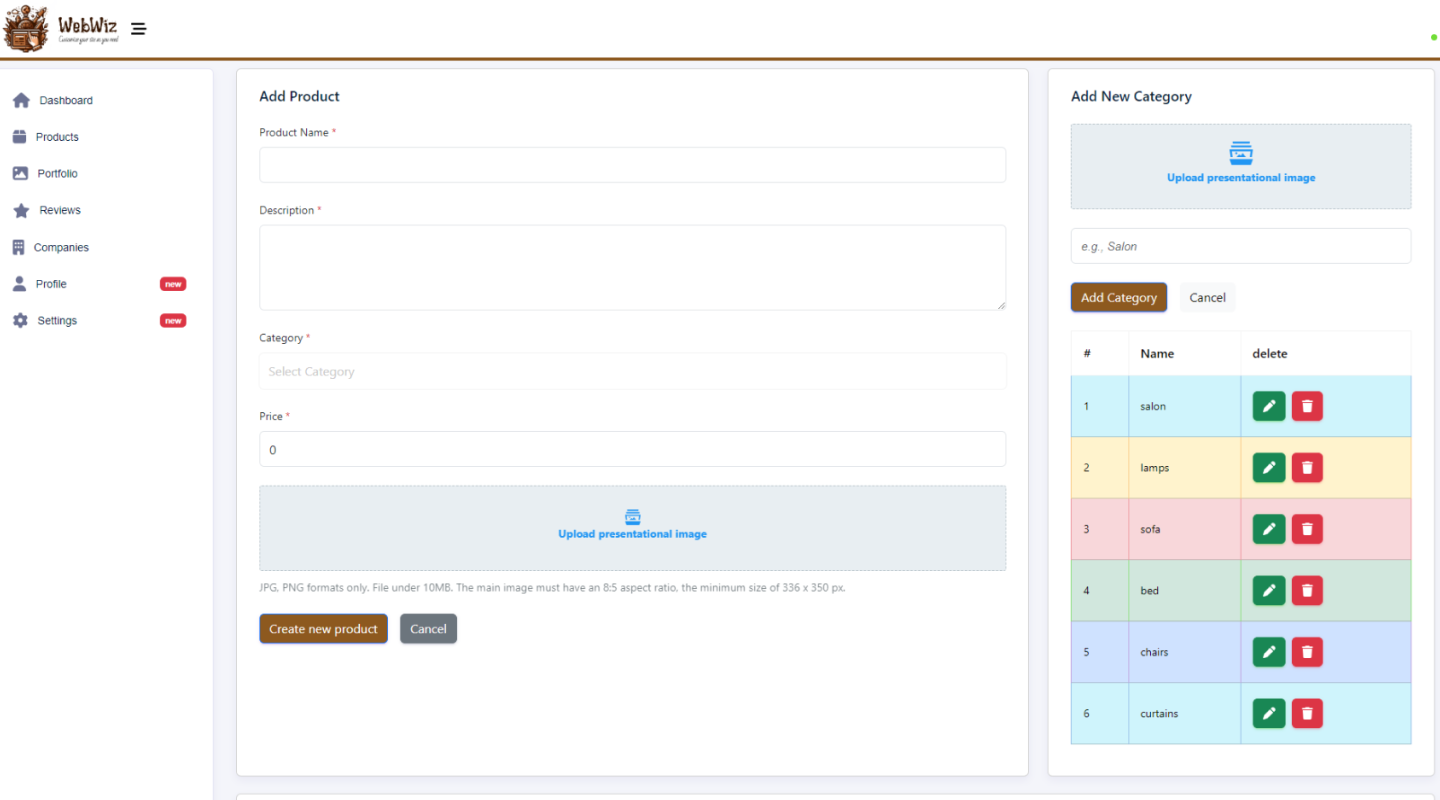 WebWiz
Customize your site as you need
Dashboard
Products
Portfolio
Reviews
Companies
Profile new
Settings new
Add Product
Product Name *
Description *
Category *
Select Category
Price *
0
Upload presentational image
JPG, PNG formats only. File under 10MB. The main image must have an 8:5 aspect ratio, the minimum size of 336 x 350 px.
Create new product Cancel
Add New Category
Upload presentational image
e.g., Salon
Add Category Cancel
# Name delete
1 salon
2 lamps
3 sofa
4 bed
5 chairs
6 curtains